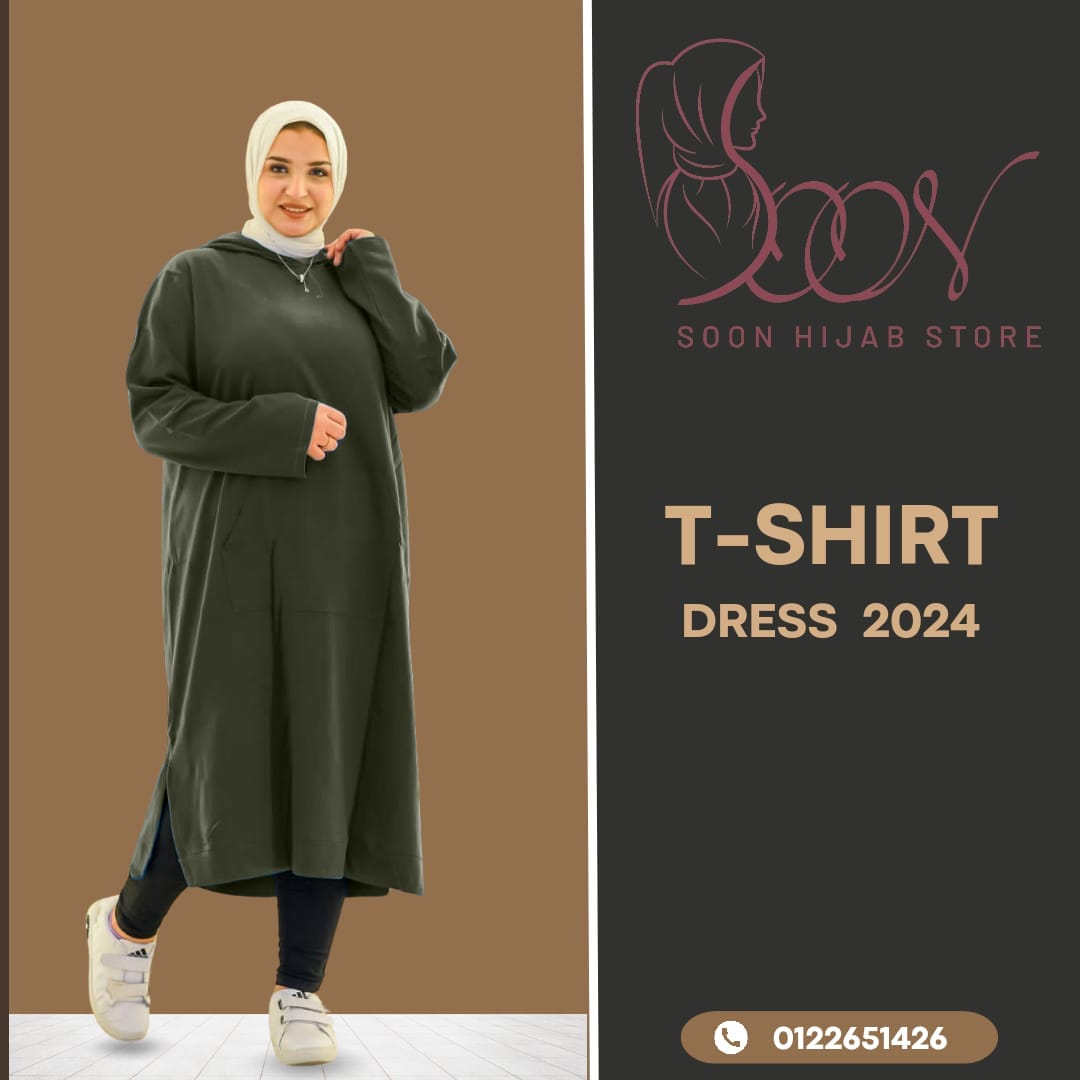 SOON
SOON HIJAB STORE
T-SHIRT
DRESS 2024
0122651426